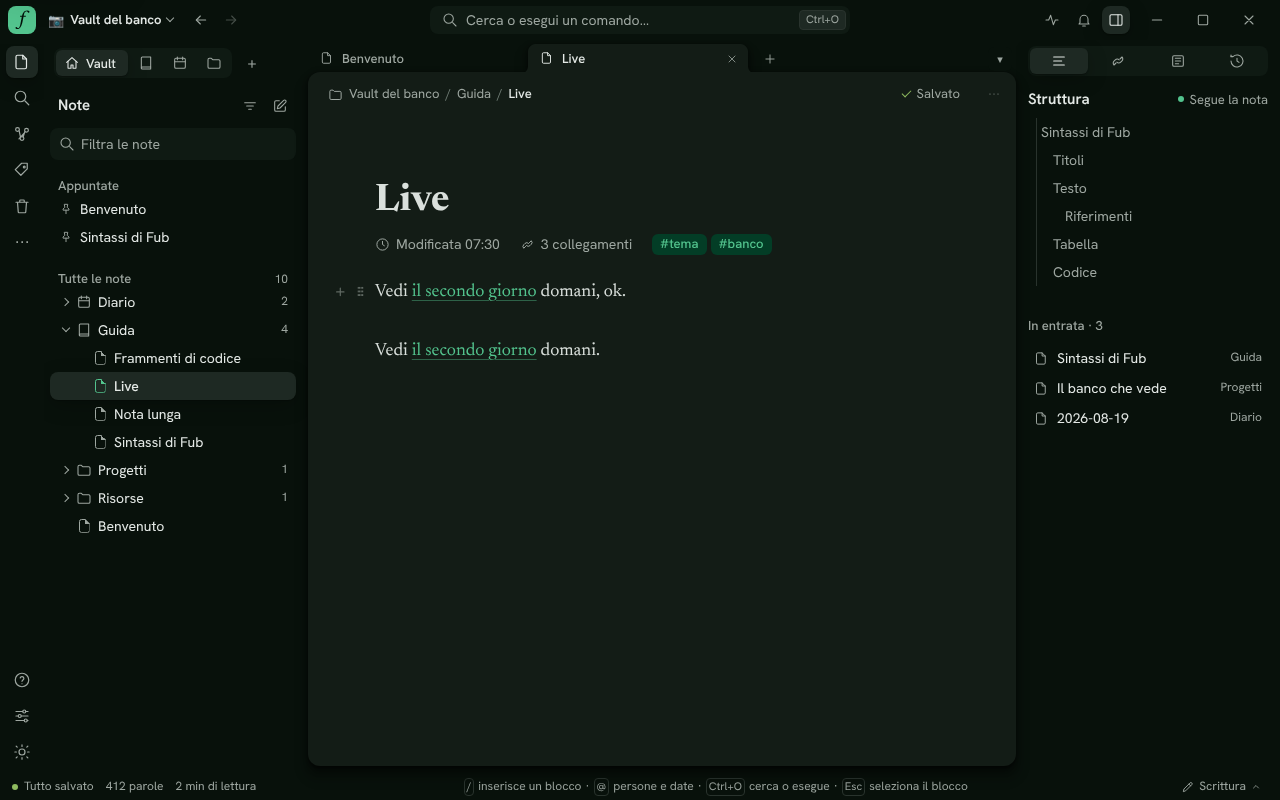 f
Vault del banco
Cerca o esegui un comando…
Ctrl+O
Vault
Benvenuto
Live
Note
Filtra le note
Appuntate
Benvenuto
Sintassi di Fub
Tutte le note 10
Diario 2
Guida 4
Frammenti di codice
Live
Nota lunga
Sintassi di Fub
Progetti 1
Risorse 1
Benvenuto
Vault del banco / Guida / Live
Salvato
Live
Modificata 07:30 3 collegamenti #tema #banco
Vedi il secondo giorno domani, ok.
Vedi il secondo giorno domani.
Struttura Segue la nota
Sintassi di Fub
Titoli
Testo
Riferimenti
Tabella
Codice
In entrata · 3
Sintassi di Fub Guida
Il banco che vede Progetti
2026-08-19 Diario
Tutto salvato 412 parole 2 min di lettura
/ inserisce un blocco · @ persone e date · Ctrl+O cerca o esegue · Esc seleziona il blocco
Scrittura